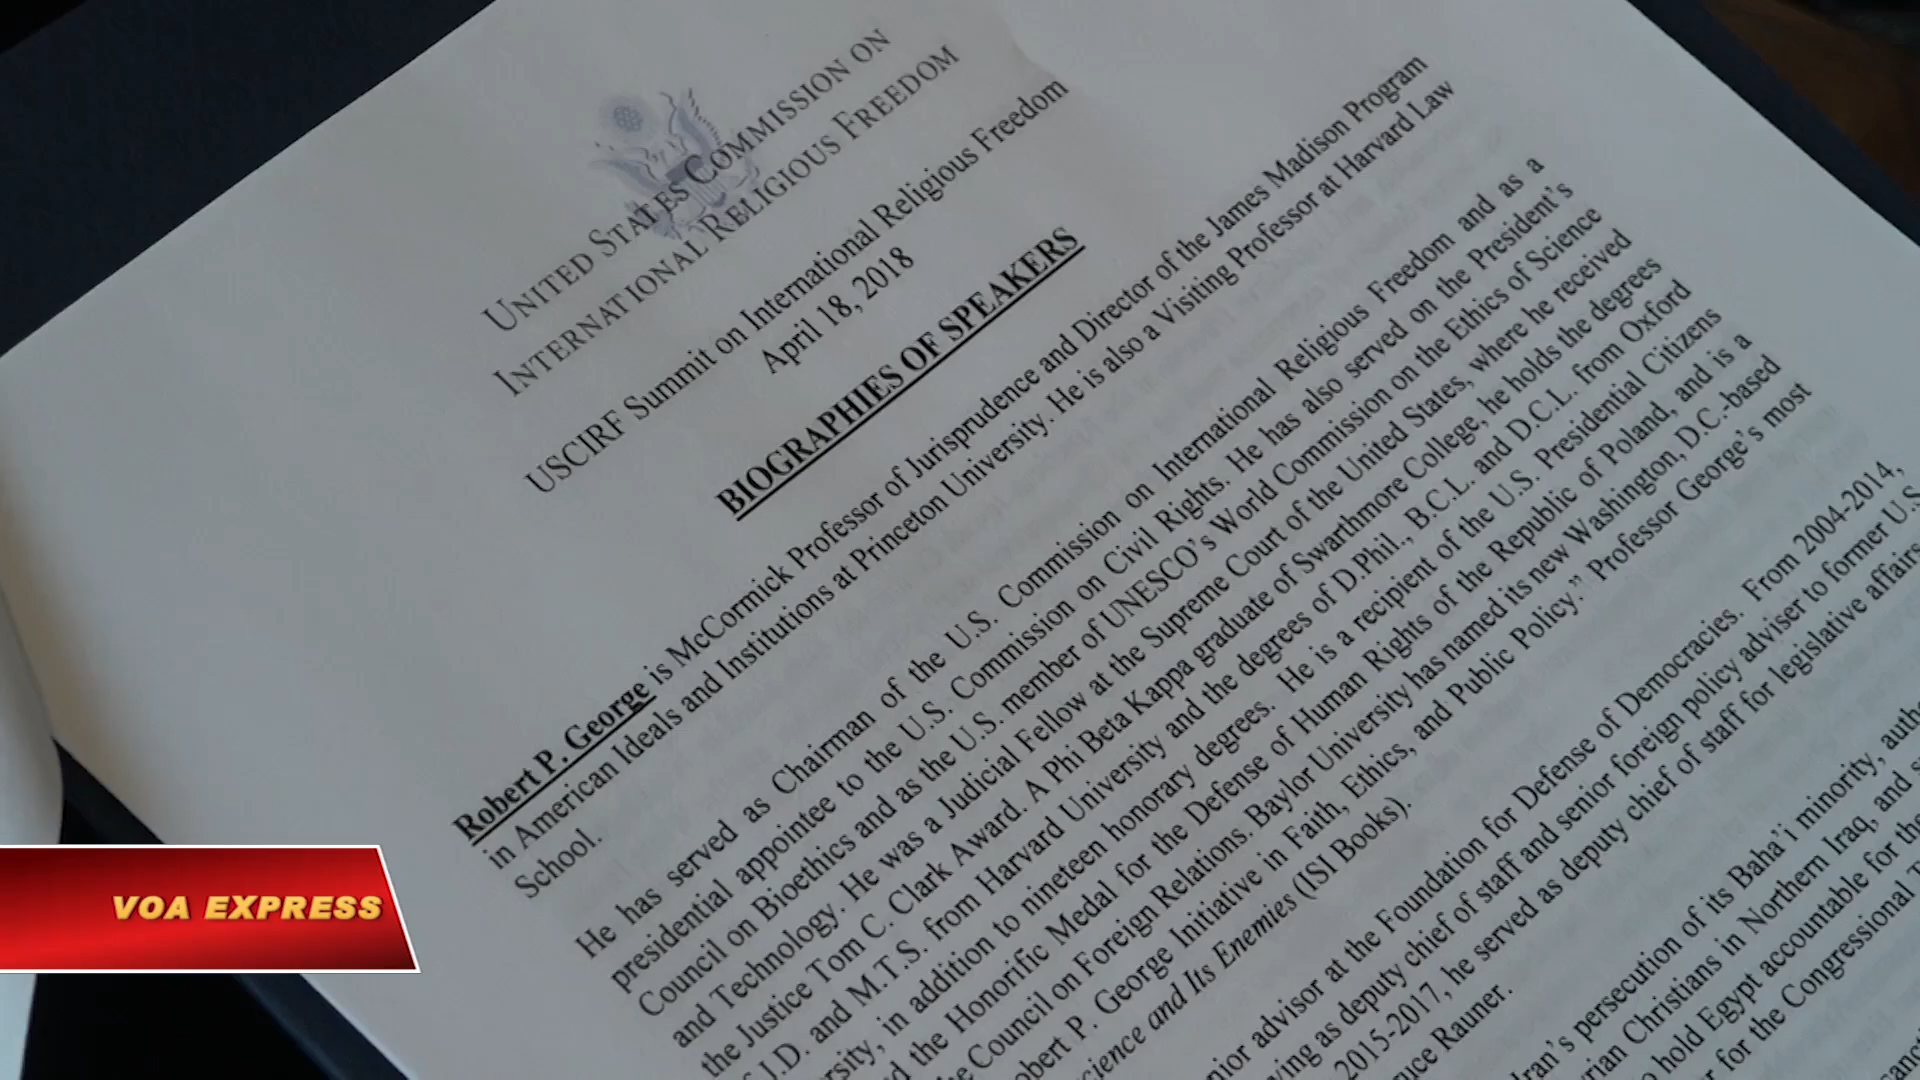 UNITED STATES COMMISSION ON
INTERNATIONAL RELIGIOUS FREEDOM
USCIRF Summit on International Religious Freedom
April 18, 2018
BIOGRAPHIES OF SPEAKERS
Robert P. George is McCormick Professor of Jurisprudence and Director of the James Madison Program
in American Ideals and Institutions at Princeton University. He is also a Visiting Professor at Harvard Law
School.
He has served as Chairman of the U.S. Commission on International Religious Freedom and as a
presidential appointee to the U.S. Commission on Civil Rights. He has also served on the President's
Council on Bioethics and as the U.S. member of UNESCO's World Commission on the Ethics of Science
and Technology. He was a Judicial Fellow at the Supreme Court of the United States, where he received
the Justice Tom C. Clark Award. A Phi Beta Kappa graduate of Swarthmore College, he holds the degrees
J.D. and M.T.S. from Harvard University and the degrees of D.Phil., B.C.L. and D.C.L. from Oxford
in addition to nineteen honorary degrees. He is a recipient of the U.S. Presidential Citizens
the Honorific Medal for the Defense of Human Rights of the Republic of Poland, and is a
Council on Foreign Relations. Baylor University has named its new Washington, D.C.-based
P. George Initiative in Faith, Ethics, and Public Policy." Professor George's most
and Its Enemies (ISI Books).
advisor at the Foundation for Defense of Democracies. From 2004-2014,
as deputy chief of staff and senior foreign policy adviser to former U.S.
2015-2017, he served as deputy chief of staff for legislative affairs
Rauner.
Iran's persecution of its Baha'i minority,
Christians in Northern Iraq, and
hold Egypt accountable for the
for the Congressional
VOA EXPRESS